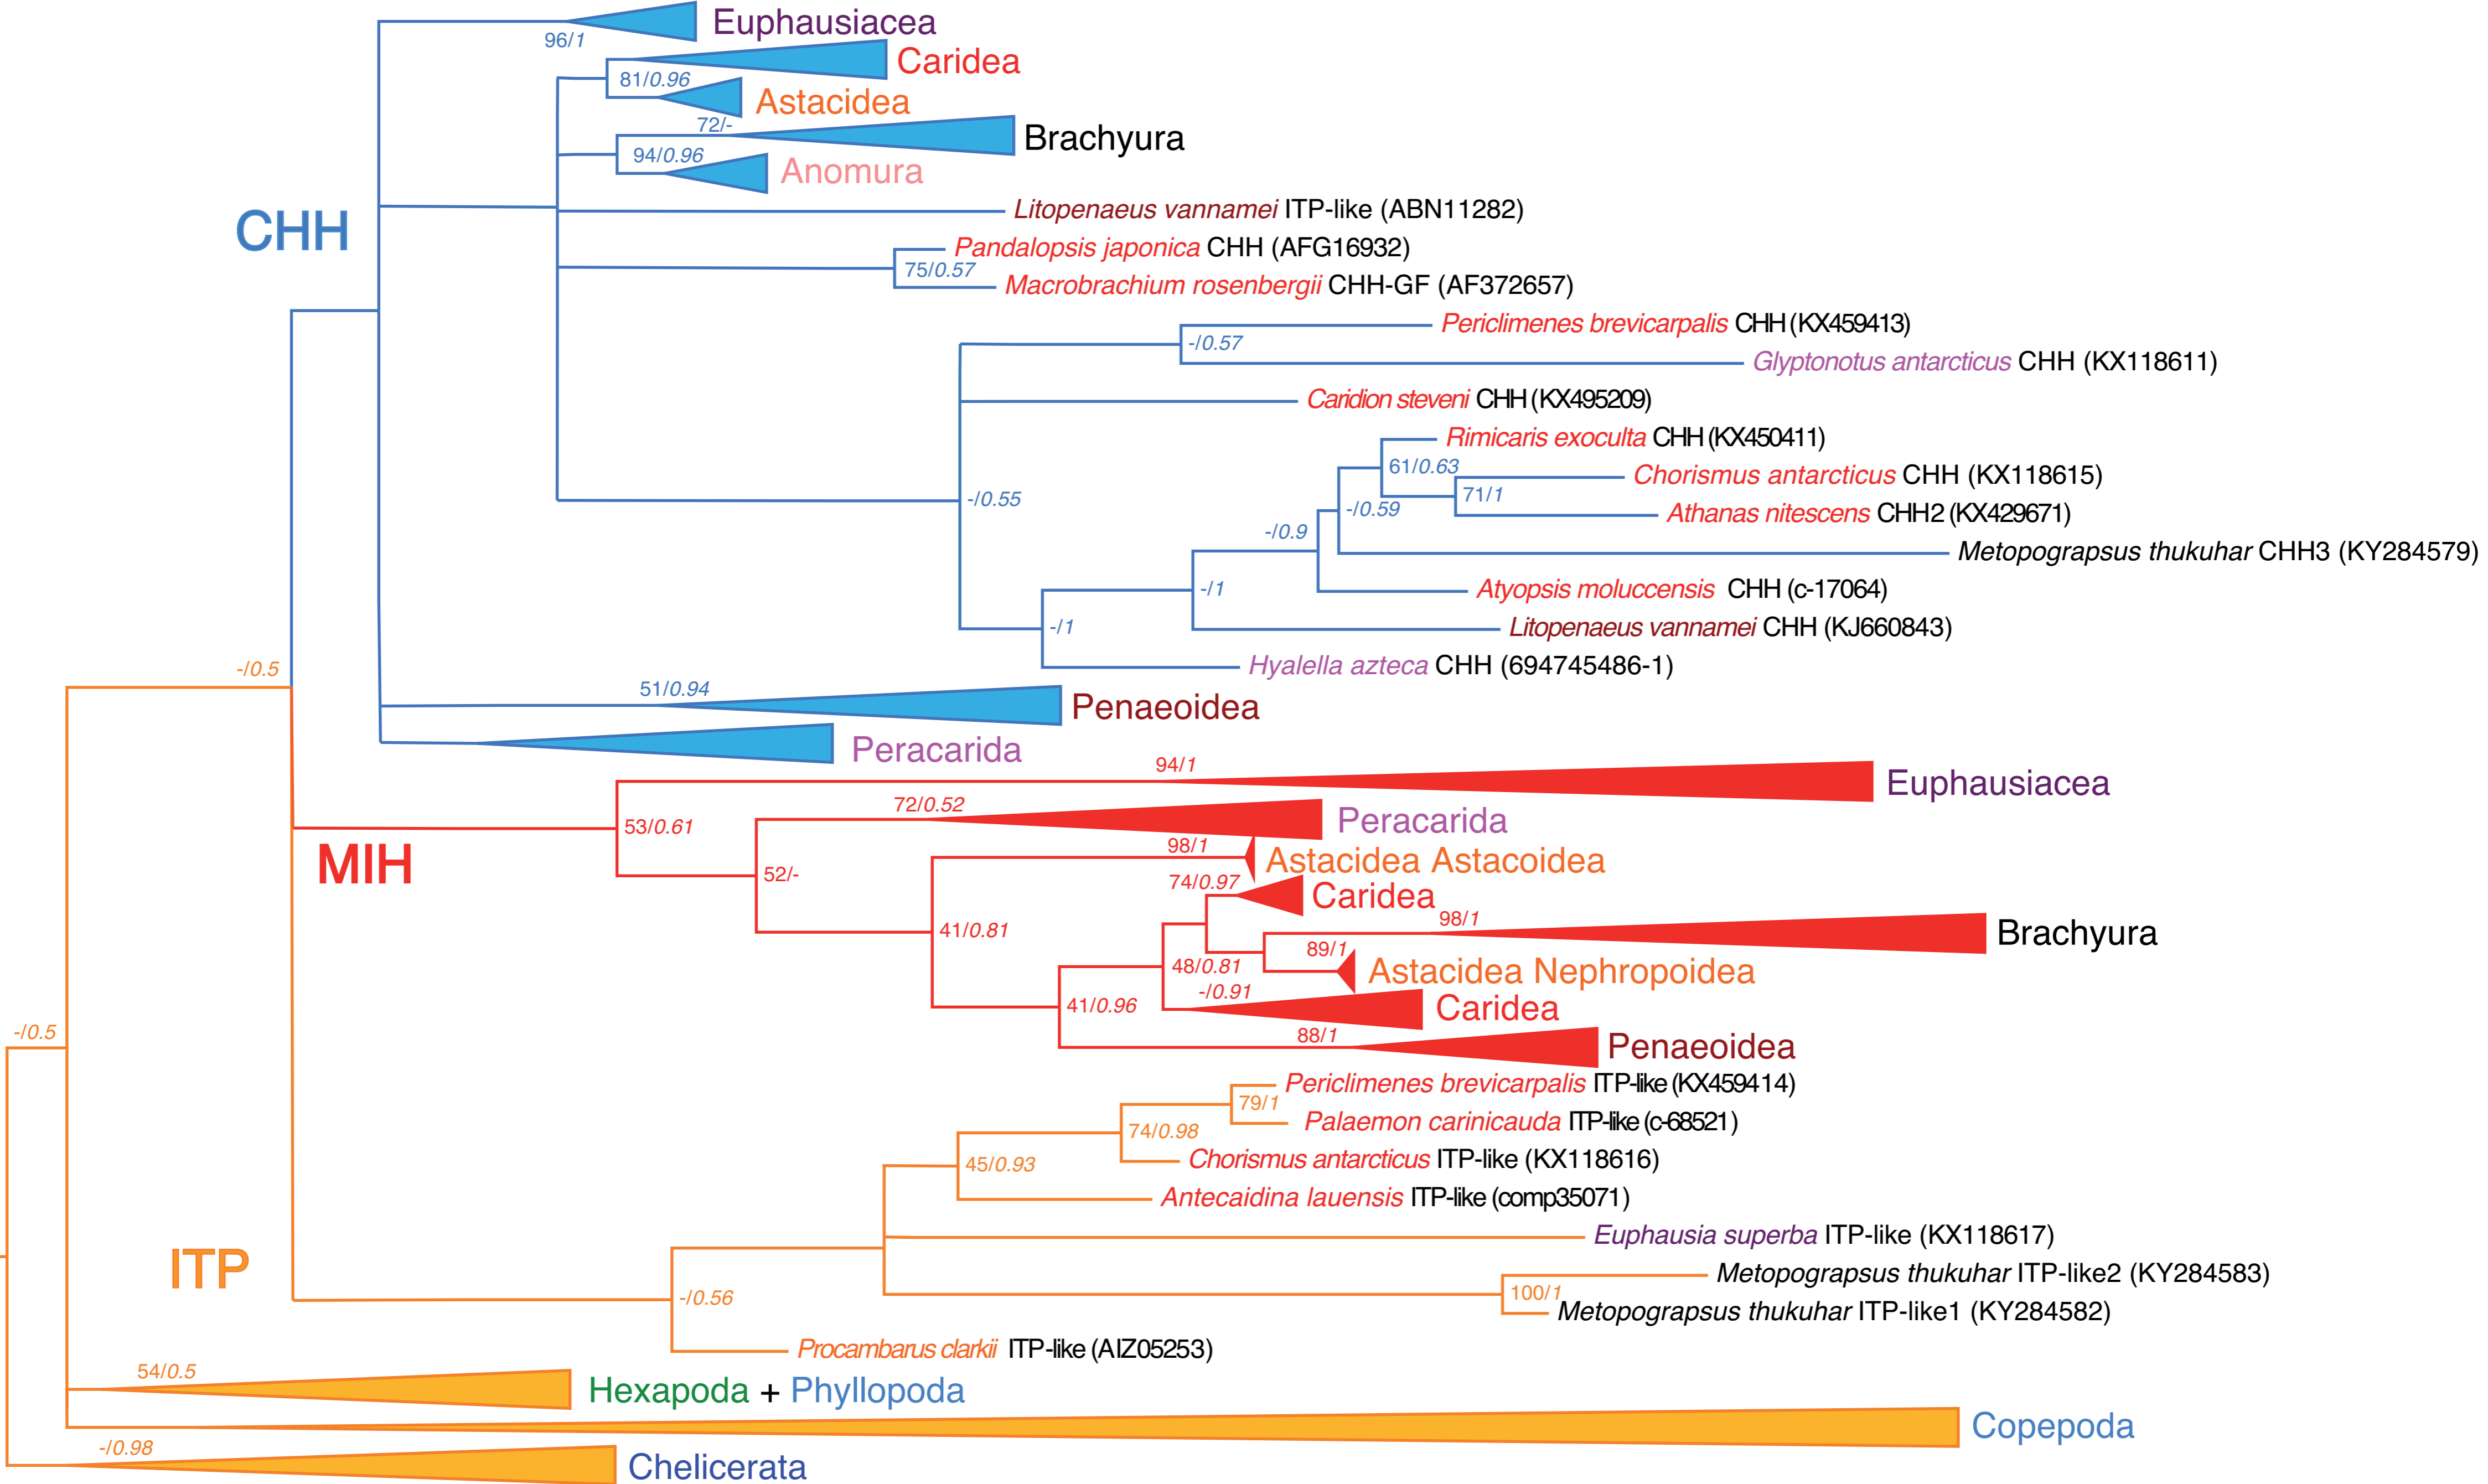 Euphausiacea
96/1
Caridea
81/0.96
Astacidea
72/-
Brachyura
94/0.96
Anomura
CHH
Litopenaeus vannamei ITP-like (ABN11282)
Pandalopsis japonica CHH (AFG16932)
75/0.57
Macrobrachium rosenbergii CHH-GF (AF372657)
Periclimenes brevicarpalis CHH (KX459413)
-/0.57
Glyptonotus antarcticus CHH (KX118611)
Caridion steveni CHH (KX495209)
Rimicaris exoculta CHH (KX450411)
61/0.63
Chorismus antarcticus CHH (KX118615)
-/0.55
71/1
-/0.59
Athanas nitescens CHH2 (KX429671)
-/0.9
Metopograpsus thukuhar CHH3 (KY284579)
-/1
Atyopsis moluccensis CHH (c-17064)
-/1
Litopenaeus vannamei CHH (KJ660843)
Hyalella azteca CHH (694745486-1)
-/0.5
51/0.94
Penaeoidea
Peracarida
94/1
Euphausiacea
72/0.52
53/0.61
Peracarida
MIH
98/1
Astacidea Astacoidea
52/-
74/0.97
Caridea
98/1
41/0.81
Brachyura
89/1
48/0.81
Astacidea Nephropoidea
-/0.91
41/0.96
Caridea
-/0.5
88/1
Penaeoidea
Periclimenes brevicarpalis ITP-like (KX459414)
79/1
Palaemon carinicauda ITP-like (c-68521)
74/0.98
Chorismus antarcticus ITP-like (KX118616)
45/0.93
Antecaidina lauensis ITP-like (comp35071)
Euphausia superba ITP-like (KX118617)
ITP
Metopograpsus thukuhar ITP-like2 (KY284583)
-/0.56
100/1
Metopograpsus thukuhar ITP-like1 (KY284582)
Procambarus clarkii ITP-like (AIZ05253)
54/0.5
Hexapoda + Phyllopoda
Copepoda
-/0.98
Chelicerata